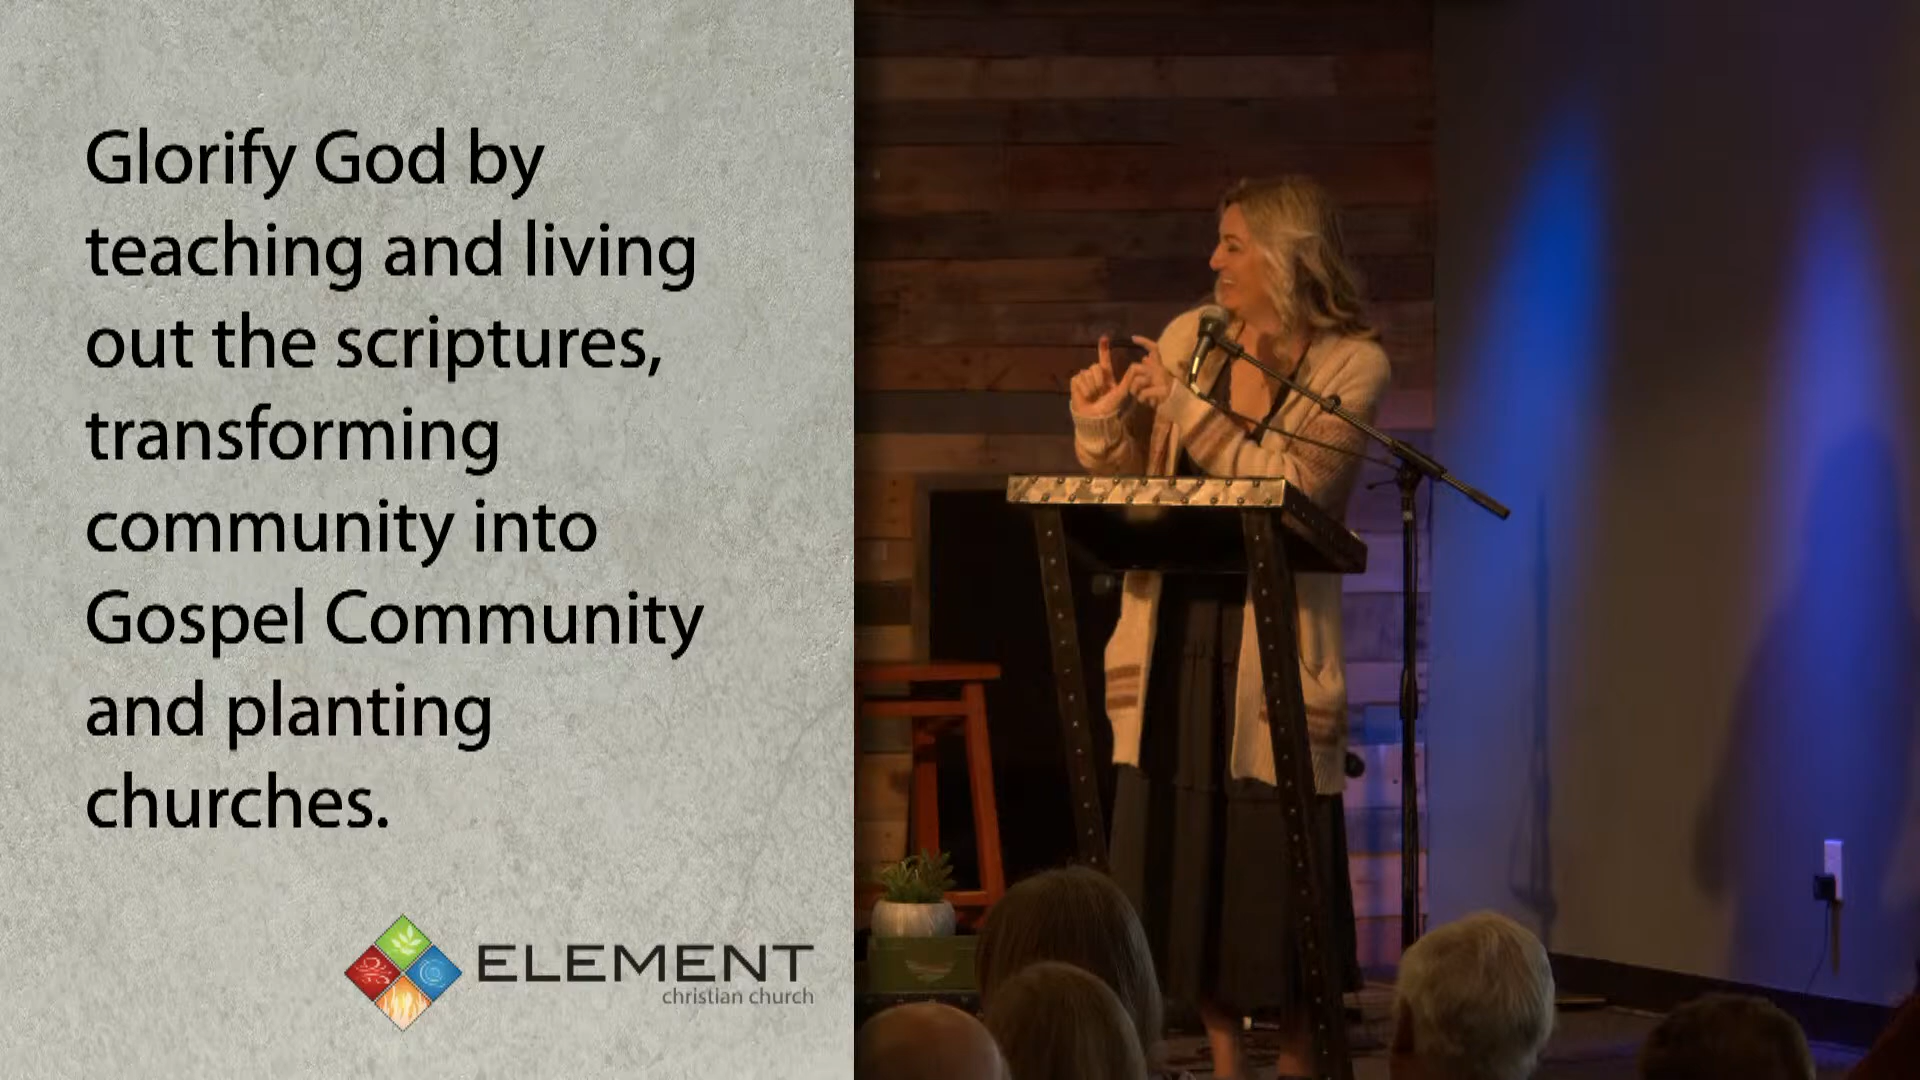 Glorify God by
teaching and living
out the scriptures,
transforming
community into
Gospel Community
and planting
churches.
ELEMENT
christian church